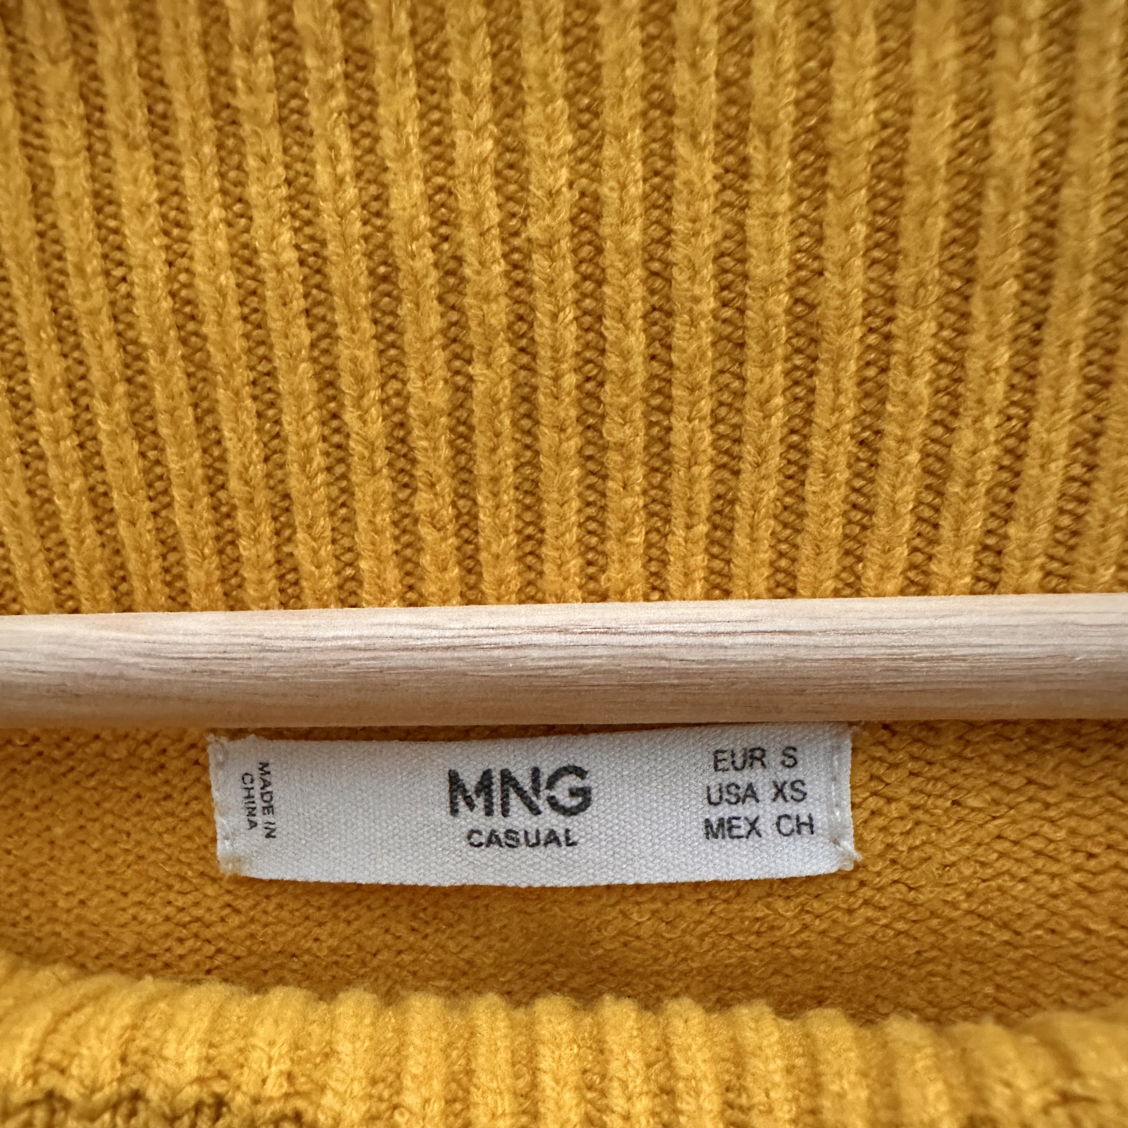 MADE IN
CHINA
MNG
CASUAL
EUR S
USA XS
MEX CH